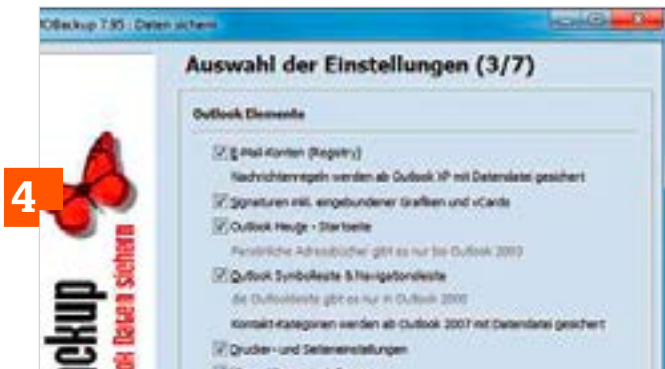 MOBackup 7.95 : Daten sichern
Auswahl der Einstellungen (3/7)
Outlook Elemente
E-Mail-Konten (Registry)
Nachrichtenregeln werden ab Outlook XP mit Datendatei gesichert
Signaturen inkl. eingebundener Grafiken und vCards
Outlook Heute - Startseite
Persönliche Adressbücher gibt es nur bis Outlook 2003
Outlook Symbolleiste & Navigationsleiste
die Outlookleiste gibt es nur in Outlook 2000
Kontakt-Kategorien werden ab Outlook 2007 mit Datendatei gesichert
Drucker- und Seiteneinstellungen
4
ackup
ok Daten sichern